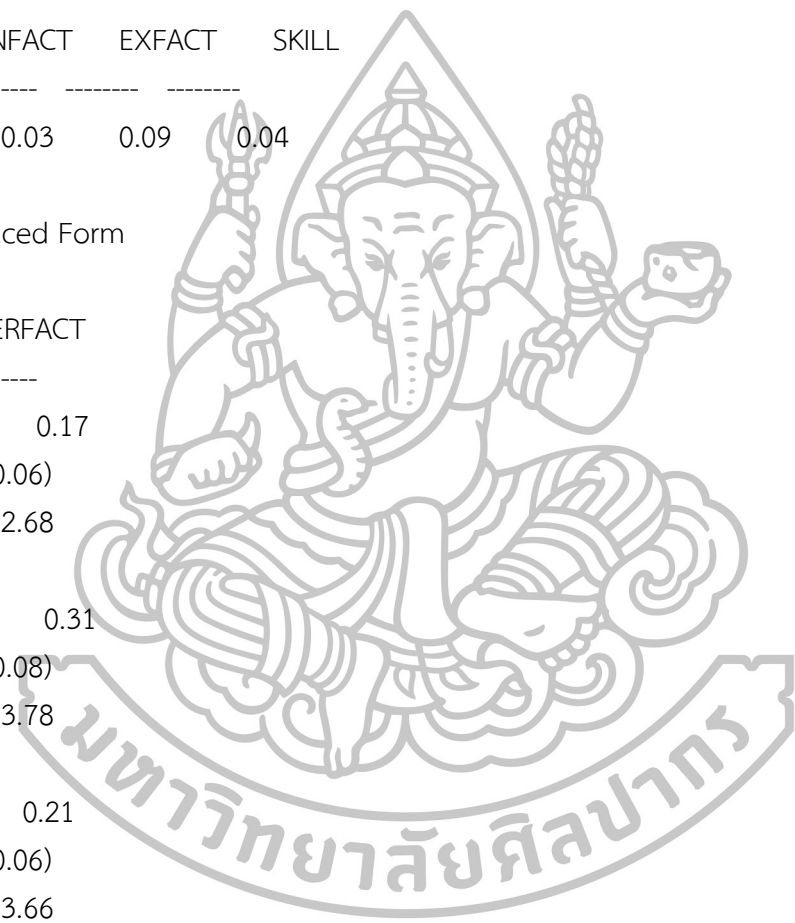 NFACT EXFACT SKILL
---- -------- --------
0.03 0.09 0.04
ced Form
ERFACT
----
0.17
0.06)
2.68
0.31
0.08)
3.78
0.21
0.06)
3.66
มหาวิทยาลัยศิลปากร